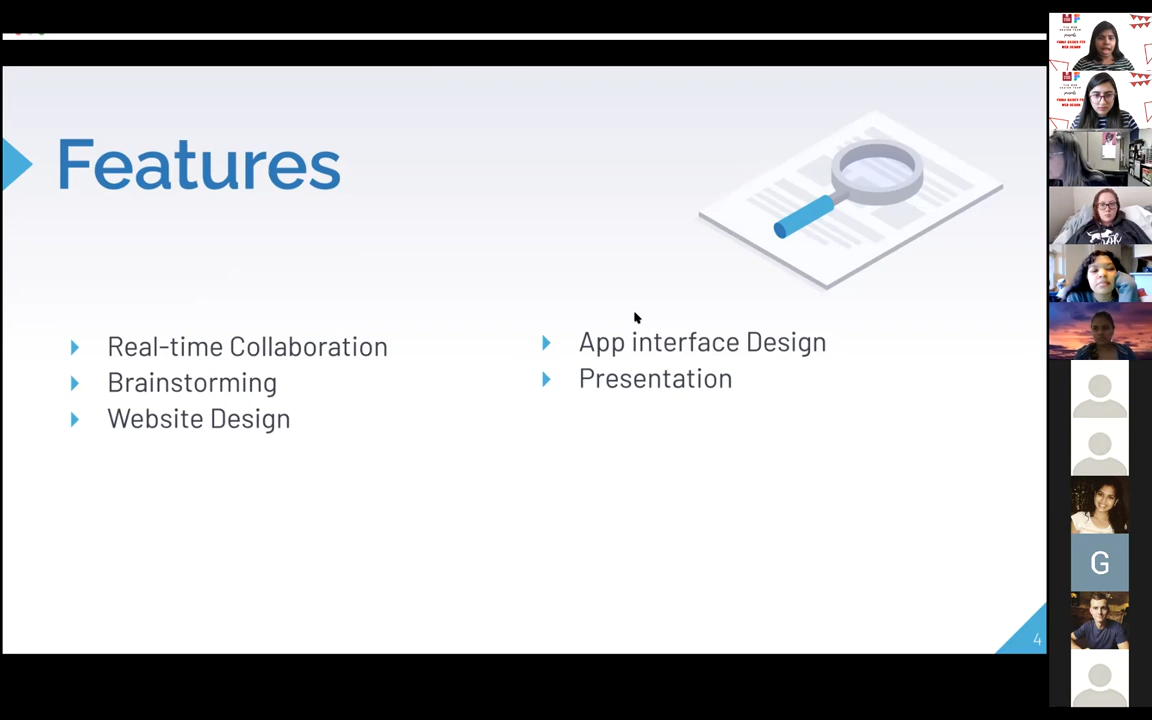 Features
Real-time Collaboration
Brainstorming
Website Design
App interface Design
Presentation
4
G